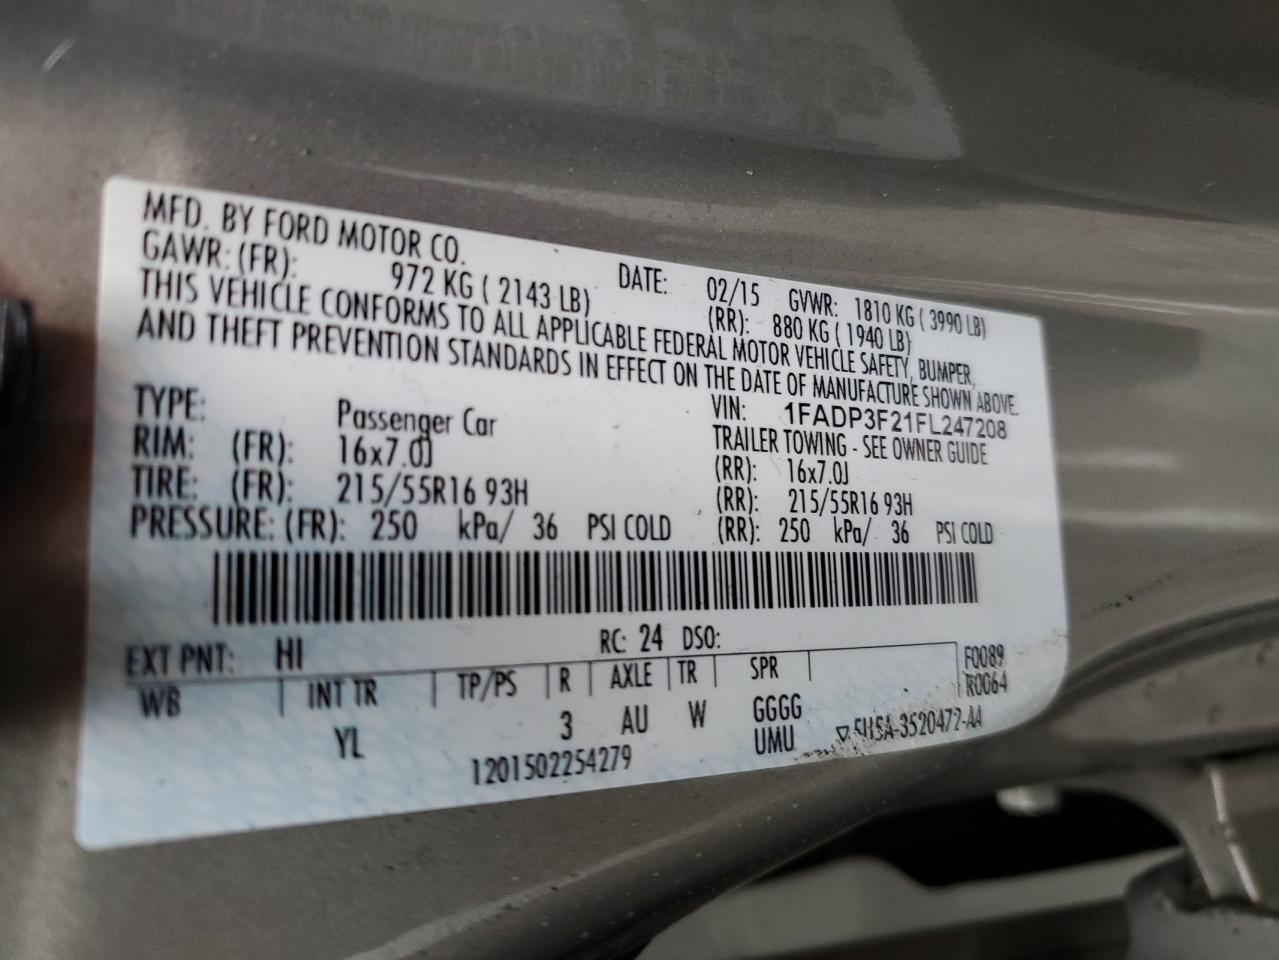 MFD. BY FORD MOTOR CO. DATE: 02/15 GVWR: 1810 KG ( 3990 LB)
GAWR: (FR): 972 KG ( 2143 LB) (RR): 880 KG ( 1940 LB)
THIS VEHICLE CONFORMS TO ALL APPLICABLE FEDERAL MOTOR VEHICLE SAFETY, BUMPER,
AND THEFT PREVENTION STANDARDS IN EFFECT ON THE DATE OF MANUFACTURE SHOWN ABOVE.
VIN: 1FADP3F21FL247208
TYPE: Passenger Car TRAILER TOWING - SEE OWNER GUIDE
RIM: (FR): 16x7.0J (RR): 16x7.0J
TIRE: (FR): 215/55R16 93H (RR): 215/55R16 93H
PRESSURE: (FR): 250 kPa/ 36 PSI COLD (RR): 250 kPa/ 36 PSI COLD
EXT PNT: HI RC: 24 DSO: F0089
WB INT TR TP/PS R AXLE TR SPR R0064
YL 3 AU W GGGG
1201502254279 UMU